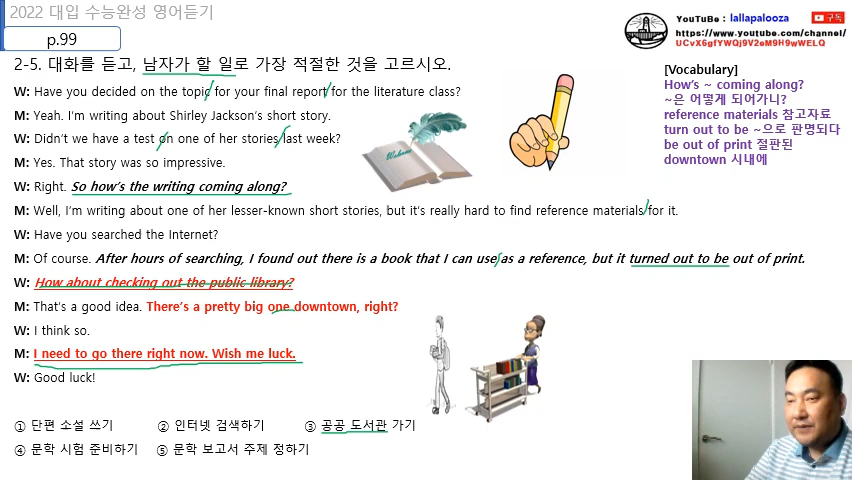 2022 대입 수능완성 영어듣기
p.99
YouTuBe : lallapalooza
구독
https://www.youtube.com/channel/
UCvX6gfYWQj9V2eM9H9wWELQ
2-5. 대화를 듣고, 남자가 할 일로 가장 적절한 것을 고르시오.
W: Have you decided on the topic for your final report for the literature class?
M: Yeah. I'm writing about Shirley Jackson's short story.
W: Didn't we have a test on one of her stories last week?
M: Yes. That story was so impressive.
W: Right. So how's the writing coming along?
M: Well, I'm writing about one of her lesser-known short stories, but it's really hard to find reference materials for it.
W: Have you searched the Internet?
M: Of course. After hours of searching, I found out there is a book that I can use as a reference, but it turned out to be out of print.
W: How about checking out the public library?
M: That's a good idea. There's a pretty big one downtown, right?
W: I think so.
M: I need to go there right now. Wish me luck.
W: Good luck!
① 단편 소설 쓰기 ② 인터넷 검색하기 ③ 공공 도서관 가기
④ 문학 시험 준비하기 ⑤ 문학 보고서 주제 정하기
[Vocabulary]
How's ~ coming along?
~은 어떻게 되어가니?
reference materials 참고자료
turn out to be ~으로 판명되다
be out of print 절판된
downtown 시내에
Welcome